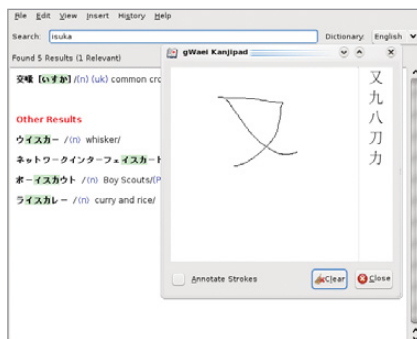 File Edit View Insert History Help
Search: isuka Dictionary: English
Found 5 Results (1 Relevant)
gWaei Kanjipad
交喙 [いすか] /(n) (uk) common cro
Other Results
ウイスカー /(n) whisker/
ネットワークインターフェイスカート
ボーイスカウト /(n) Boy Scouts/(P
ライスカレー /(n) curry and rice/
又
九
八
刀
力
Annotate Strokes
Clear
Close